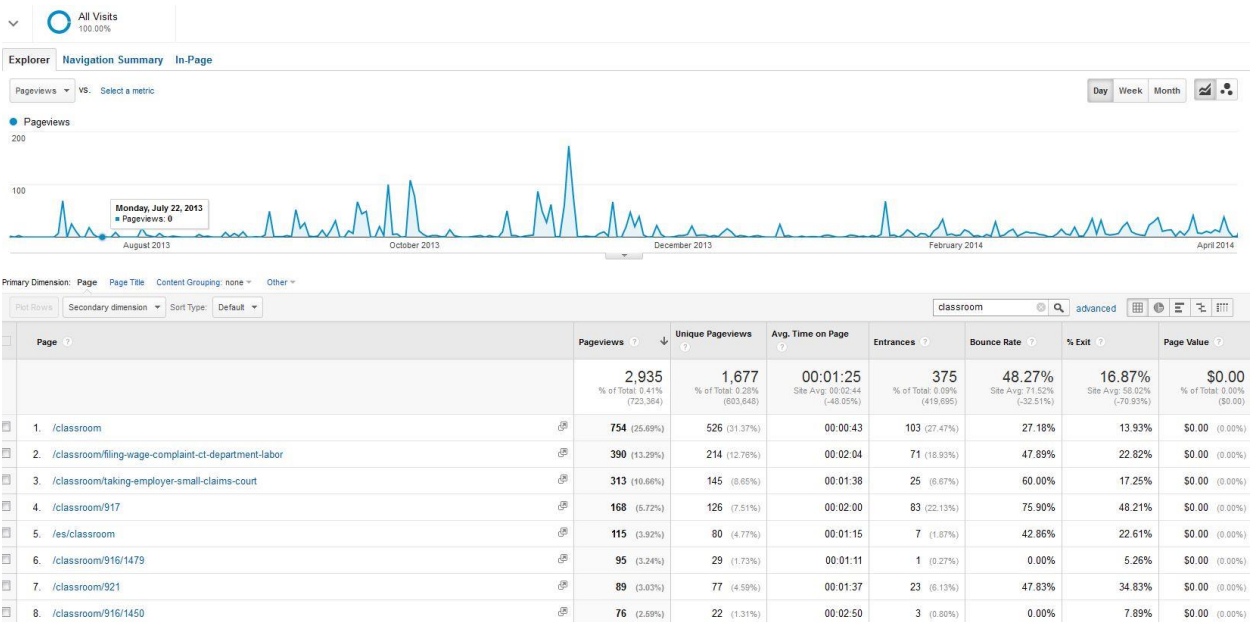 All Visits
100.00%
Explorer Navigation Summary In-Page
Pageviews VS. Select a metric Day Week Month
Pageviews
200
100
Monday, July 22, 2013
Pageviews: 0
August 2013 October 2013 December 2013 February 2014 April 2014
Primary Dimension: Page Page Title Content Grouping: none Other
Plot Rows Secondary dimension Sort Type: Default classroom advanced
Page ? Pageviews ? Unique Pageviews ? Avg. Time on Page ? Entrances ? Bounce Rate ? % Exit ? Page Value ?
2,935 1,677 00:01:25 375 48.27% 16.87% $0.00
% of Total: 0.41% % of Total: 0.28% Site Avg: 00:02:44 % of Total: 0.09% Site Avg: 71.52% Site Avg: 58.02% % of Total: 0.00%
(723,364) (603,648) (-48.05%) (419,695) (-32.51%) (-70.93%) ($0.00)
1. /classroom 754 (25.69%) 526 (31.37%) 00:00:43 103 (27.47%) 27.18% 13.93% $0.00 (0.00%)
2. /classroom/filing-wage-complaint-ct-department-labor 390 (13.29%) 214 (12.76%) 00:02:04 71 (18.93%) 47.89% 22.82% $0.00 (0.00%)
3. /classroom/taking-employer-small-claims-court 313 (10.66%) 145 (8.65%) 00:01:38 25 (6.67%) 60.00% 17.25% $0.00 (0.00%)
4. /classroom/917 168 (5.72%) 126 (7.51%) 00:02:00 83 (22.13%) 75.90% 48.21% $0.00 (0.00%)
5. /es/classroom 115 (3.92%) 80 (4.77%) 00:01:15 7 (1.87%) 42.86% 22.61% $0.00 (0.00%)
6. /classroom/916/1479 95 (3.24%) 29 (1.73%) 00:01:11 1 (0.27%) 0.00% 5.26% $0.00 (0.00%)
7. /classroom/921 89 (3.03%) 77 (4.59%) 00:01:37 23 (6.13%) 47.83% 34.83% $0.00 (0.00%)
8. /classroom/916/1450 76 (2.59%) 22 (1.31%) 00:02:50 3 (0.80%) 0.00% 7.89% $0.00 (0.00%)